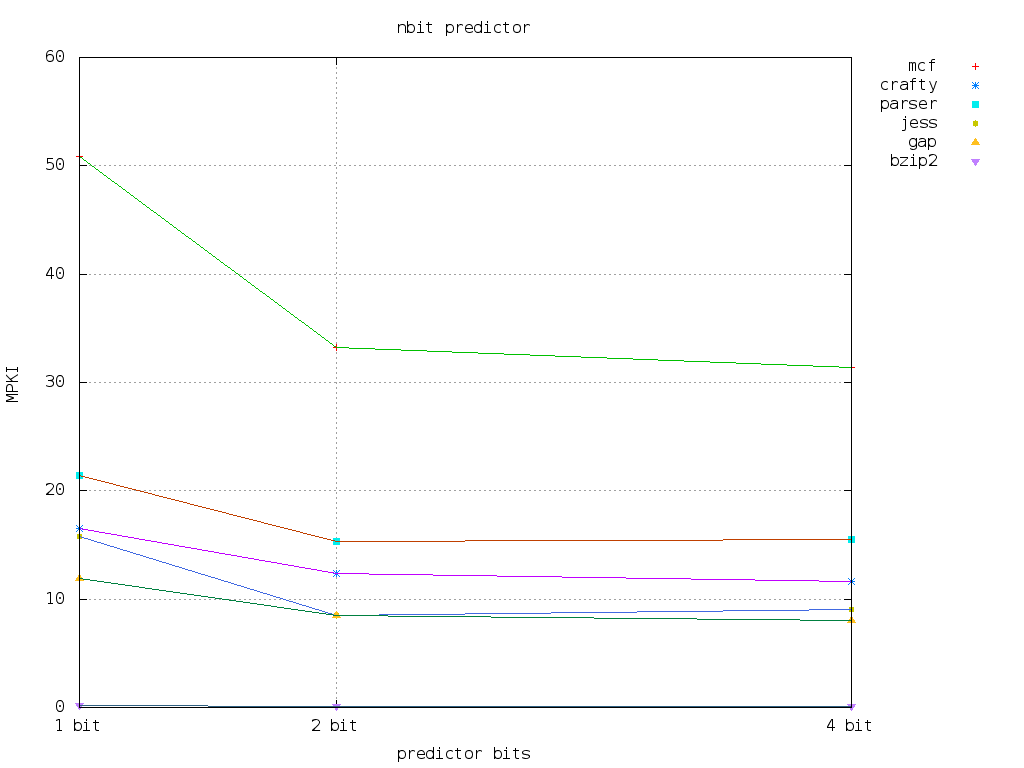 nbit predictor
60
50
40
30
20
10
0
MPKI
1 bit
2 bit
4 bit
predictor bits
mcf
crafty
parser
jess
gap
bzip2